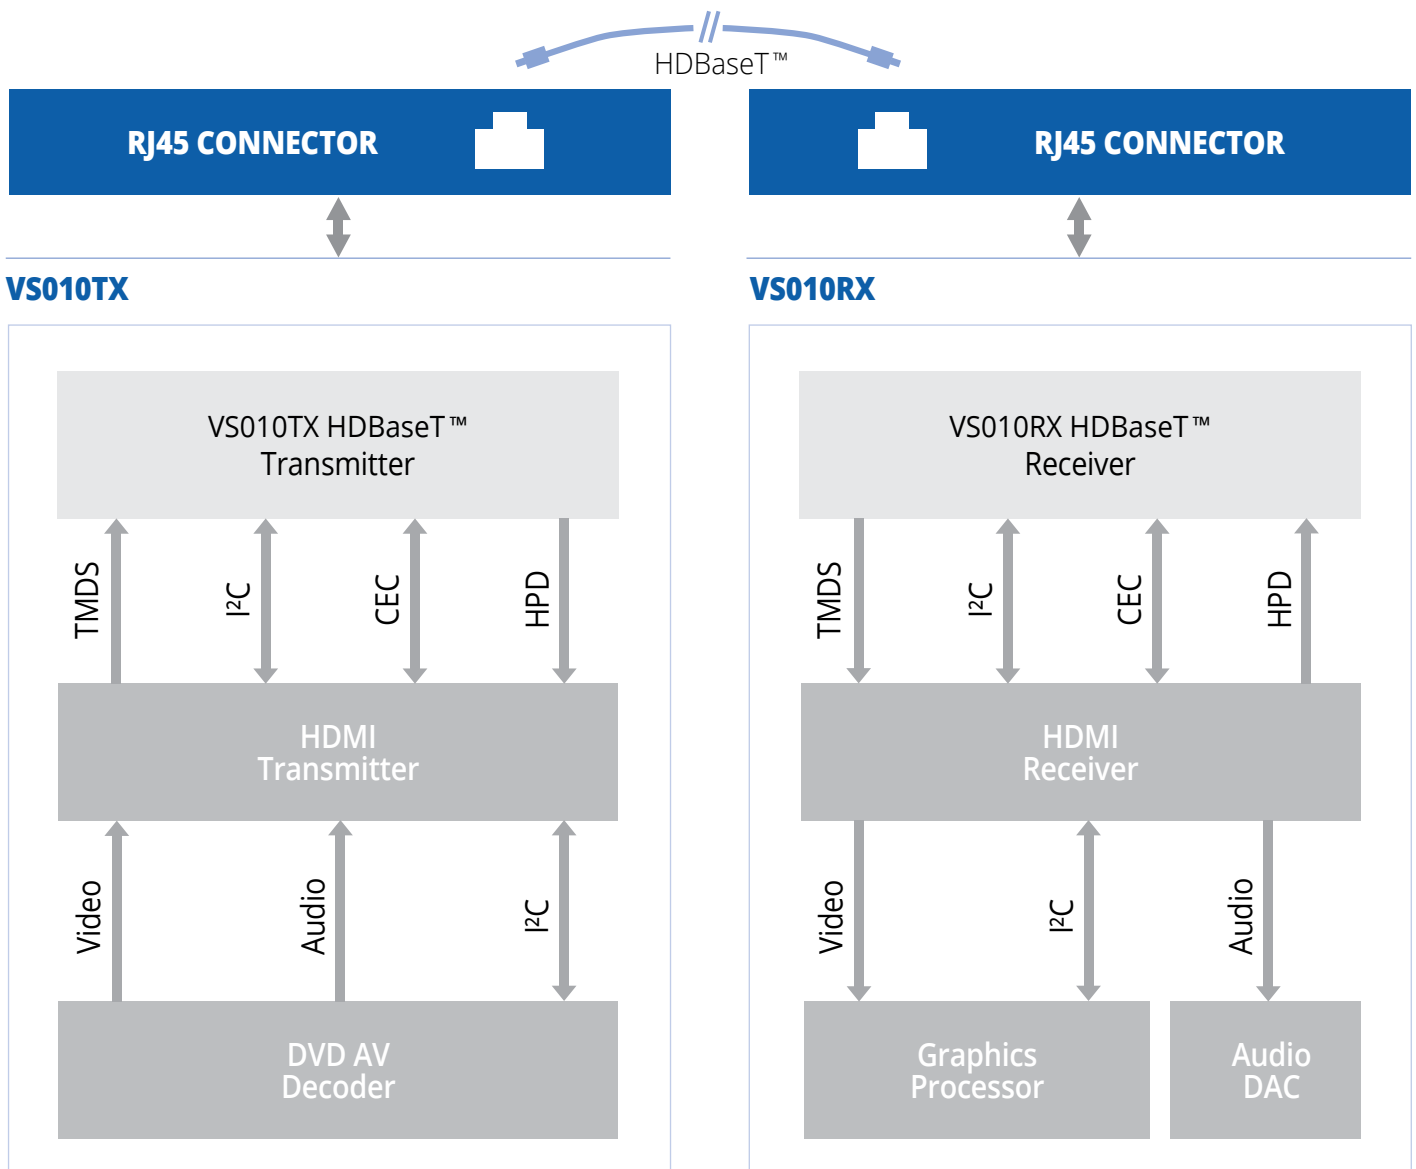 HDBaseT™
RJ45 CONNECTOR
RJ45 CONNECTOR
VS010TX
VS010TX HDBaseT™
Transmitter
TMDS
I²C
CEC
HPD
HDMI
Transmitter
Video
Audio
I²C
DVD AV
Decoder
VS010RX
VS010RX HDBaseT™
Receiver
TMDS
I²C
CEC
HPD
HDMI
Receiver
Video
I²C
Audio
Graphics
Processor
Audio
DAC